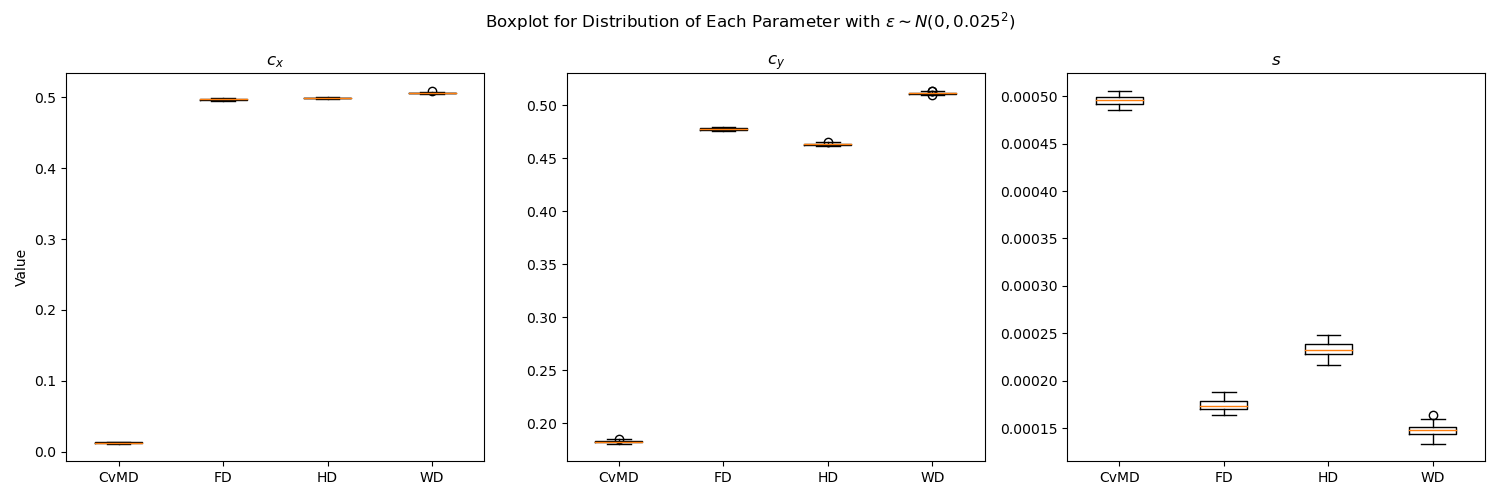 Boxplot for Distribution of Each Parameter with ε ∼ N(0, 0.025²)
cₓ
Value
0.5
0.4
0.3
0.2
0.1
0.0
CvMD FD HD WD
c_y
0.50
0.45
0.40
0.35
0.30
0.25
0.20
CvMD FD HD WD
s
0.00050
0.00045
0.00040
0.00035
0.00030
0.00025
0.00020
0.00015
CvMD FD HD WD